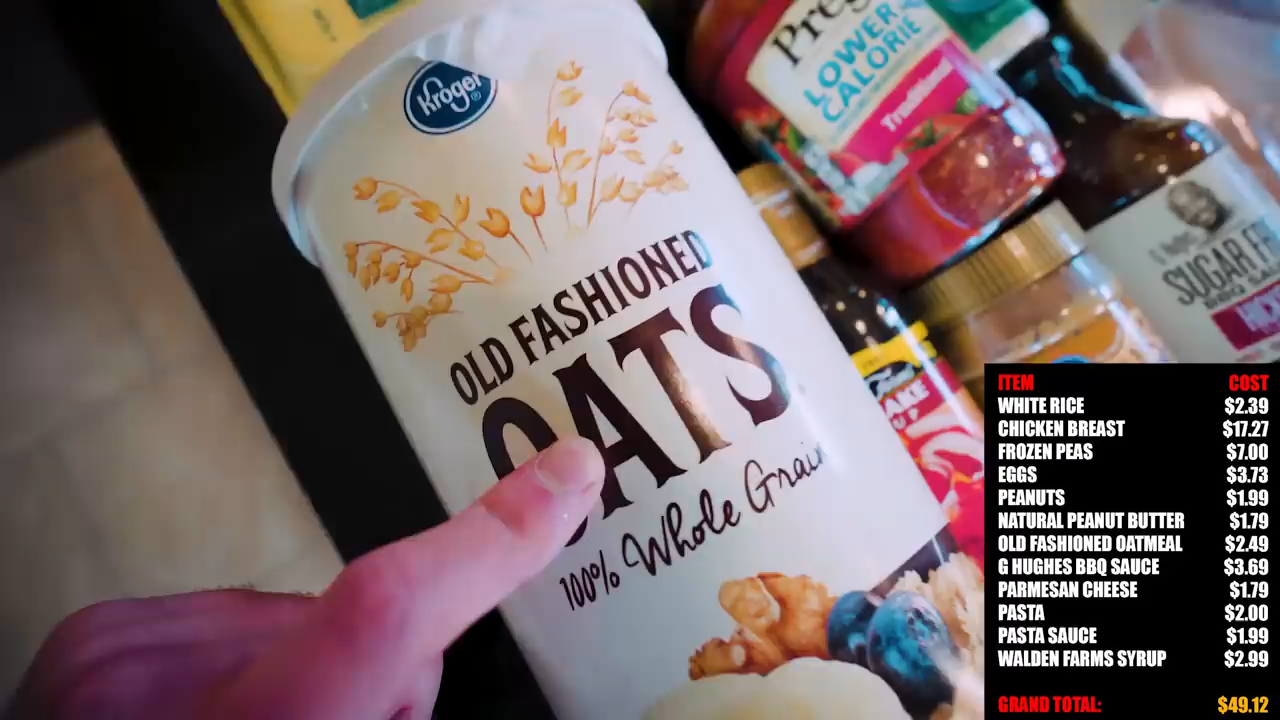 Kroger
OLD FASHIONED
OATS
100% Whole Grain
LOWER
CALORIE
Traditional
SUGAR
ITEM COST
WHITE RICE $2.39
CHICKEN BREAST $17.27
FROZEN PEAS $7.00
EGGS $3.73
PEANUTS $1.99
NATURAL PEANUT BUTTER $1.79
OLD FASHIONED OATMEAL $2.49
G HUGHES BBQ SAUCE $3.69
PARMESAN CHEESE $1.79
PASTA $2.00
PASTA SAUCE $1.99
WALDEN FARMS SYRUP $2.99
GRAND TOTAL: $49.12